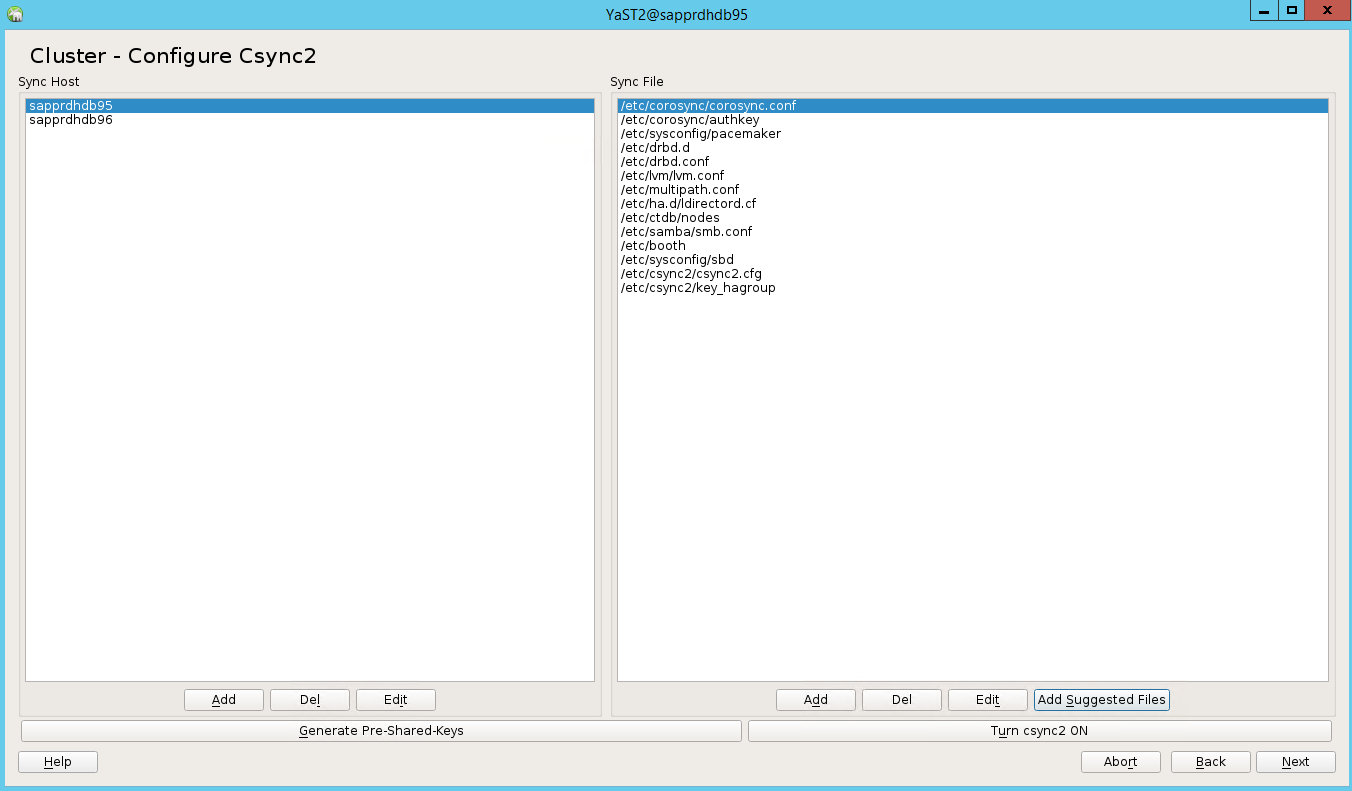 YaST2@sapprdhdb95
Cluster - Configure Csync2
Sync Host
sapprdhdb95
sapprdhdb96
Add Del Edit
Sync File
/etc/corosync/corosync.conf
/etc/corosync/authkey
/etc/sysconfig/pacemaker
/etc/drbd.d
/etc/drbd.conf
/etc/lvm/lvm.conf
/etc/multipath.conf
/etc/ha.d/ldirectord.cf
/etc/ctdb/nodes
/etc/samba/smb.conf
/etc/booth
/etc/sysconfig/sbd
/etc/csync2/csync2.cfg
/etc/csync2/key_hagroup
Add Del Edit Add Suggested Files
Generate Pre-Shared-Keys
Turn csync2 ON
Help
Abort Back Next